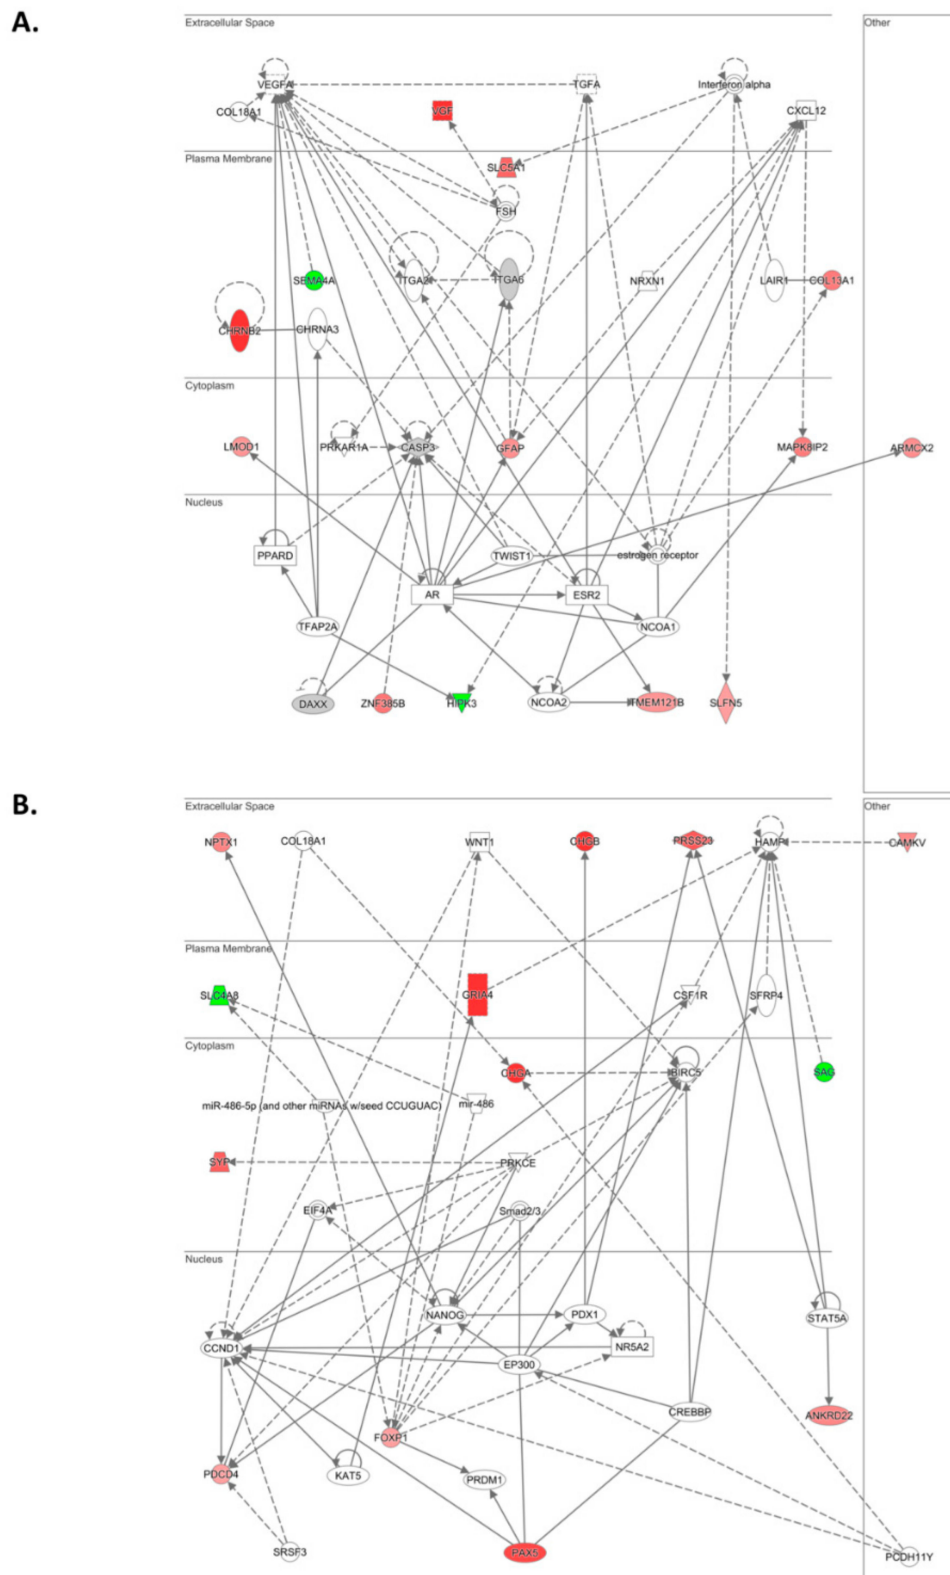 A.
Extracellular Space
Other
VEGFA
TGFA
Interferon alpha
COL18A1
VGF
CXCL12
Plasma Membrane
SLC5A1
FSH
SEMA4A
ITGA2
ITGA6
NRXN1
LAIR1
COL13A1
CHRNB2
CHRNA3
Cytoplasm
LMOD1
PRKAR1A
CASP3
GFAP
MAPK8IP2
ARMCX2
Nucleus
PPARD
TWIST1
estrogen receptor
AR
ESR2
TFAP2A
NCOA1
DAXX
ZNF385B
HIPK3
NCOA2
TMEM121B
SLFN5
B.
Extracellular Space
Other
NPTX1
COL18A1
WNT1
CHGB
PRSS23
HAMP
CAMKV
Plasma Membrane
SLC4A8
GRIA4
CSF1R
SFRP4
Cytoplasm
CHGA
BIRC5
SAG
miR-486-5p (and other miRNAs w/seed CCUGUAC)
mir-486
SYP
PRKCE
EIF4A
Smad2/3
Nucleus
NANOG
PDX1
STAT5A
CCND1
NR5A2
EP300
CREBBP
ANKRD22
FOXP1
PDCD4
KAT5
PRDM1
SRSF3
PAX5
PCDH11Y